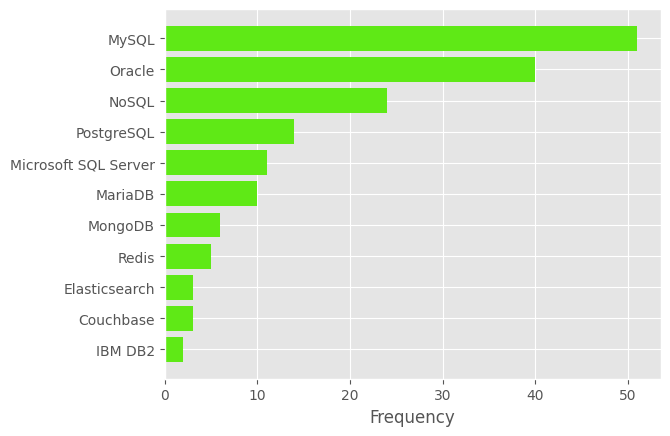 MySQL
Oracle
NoSQL
PostgreSQL
Microsoft SQL Server
MariaDB
MongoDB
Redis
Elasticsearch
Couchbase
IBM DB2
0 10 20 30 40 50
Frequency